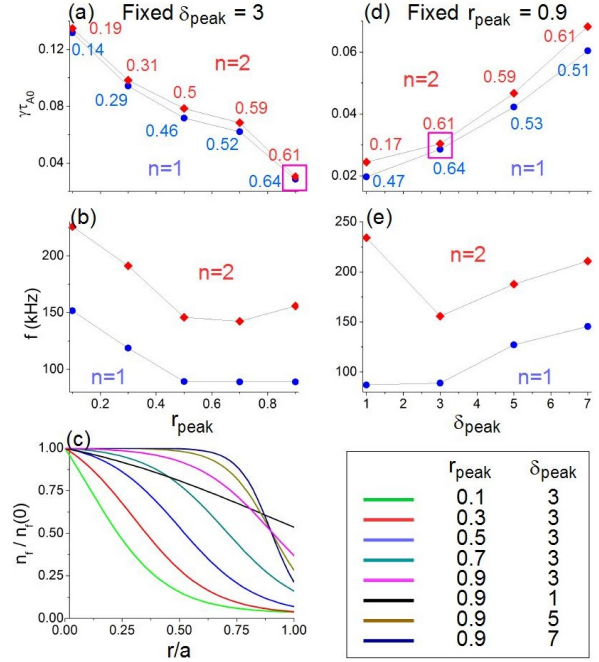 (a) Fixed δpeak = 3
(d) Fixed rpeak = 0.9
γτA0
0.12
0.08
0.04
0.19
0.14
0.31
0.29
0.5
0.46
0.59
0.52
0.61
0.64
n=2
n=1
0.06
0.04
0.02
0.17
0.47
0.61
0.64
0.59
0.53
0.61
0.51
n=2
n=1
(b)
f (kHz)
200
150
100
n=2
n=1
0.2 0.4 0.6 0.8
rpeak
(e)
250
200
150
100
n=2
n=1
1 2 3 4 5 6 7
δpeak
(c)
nf / nf(0)
1.00
0.75
0.50
0.25
0.00
0.00 0.25 0.50 0.75 1.00
r/a
rpeak δpeak
0.1 3
0.3 3
0.5 3
0.7 3
0.9 3
0.9 1
0.9 5
0.9 7